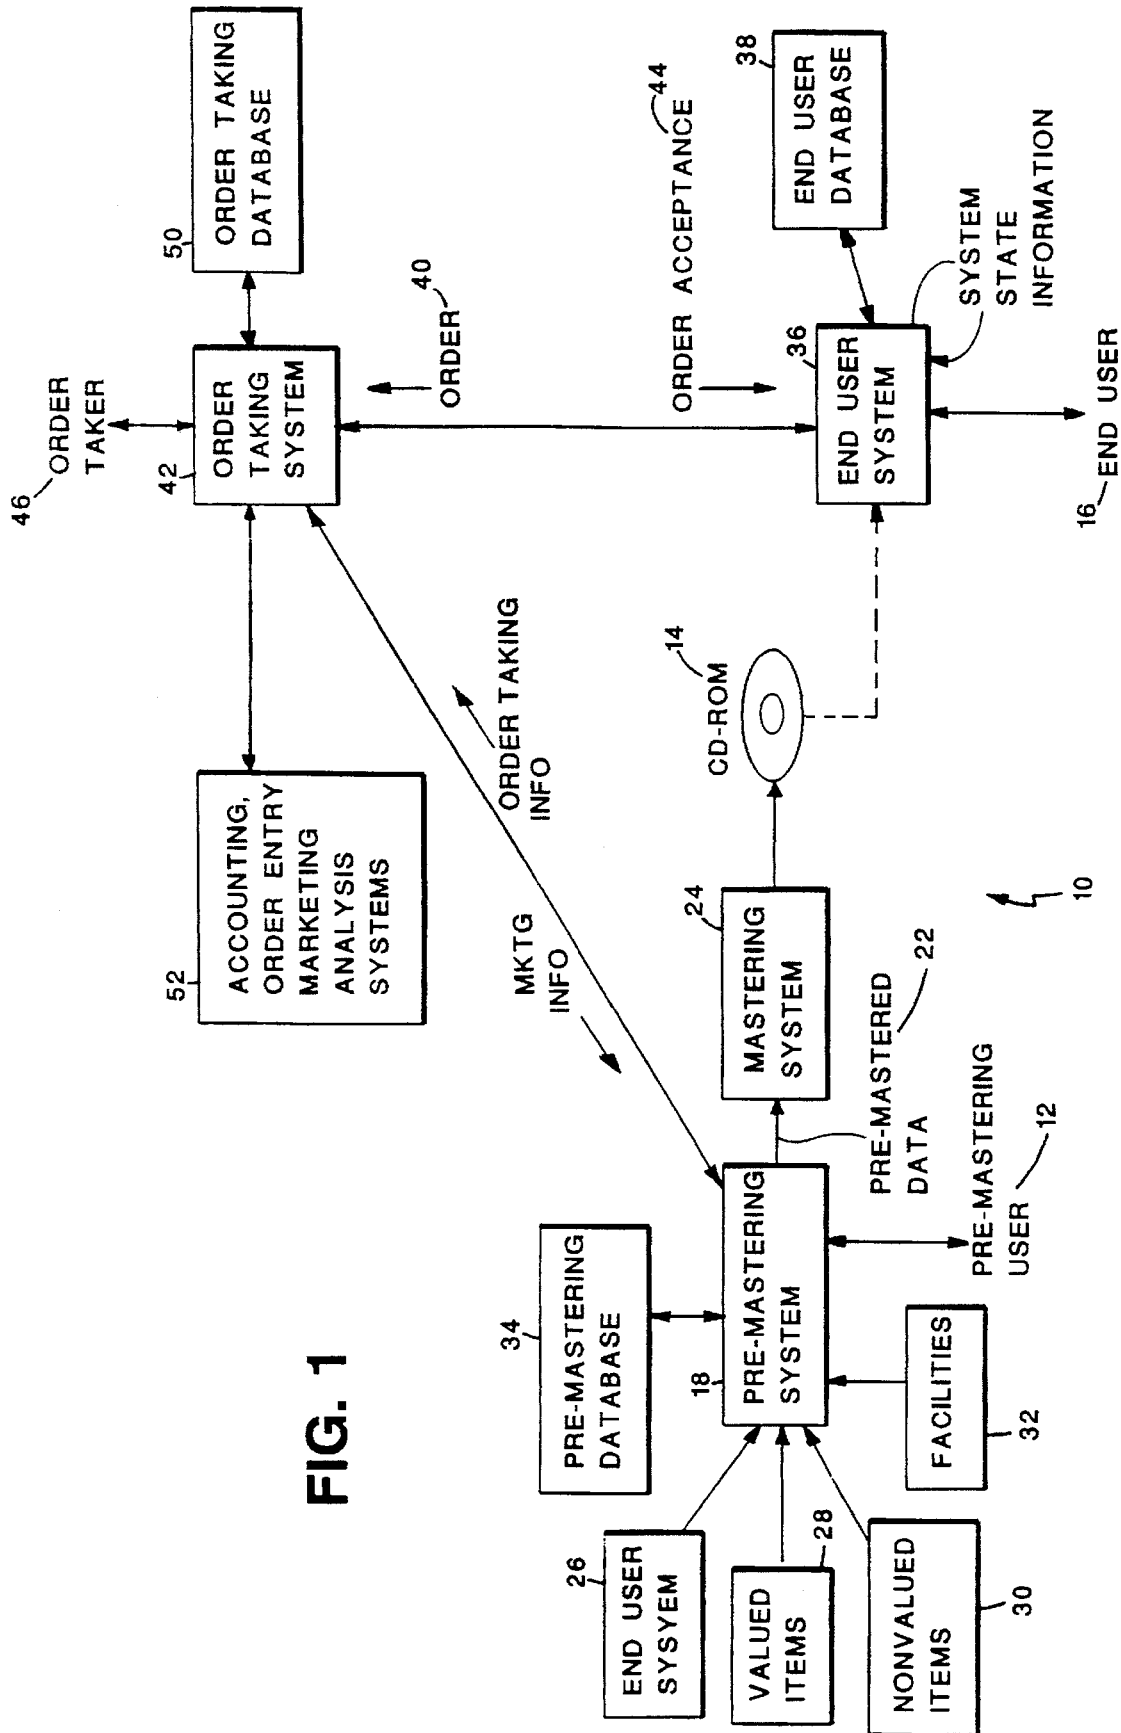 FIG. 1
46
ORDER
TAKER
42
ORDER
TAKING
SYSTEM
50
ORDER TAKING
DATABASE
52
ACCOUNTING,
ORDER ENTRY
MARKETING
ANALYSIS
SYSTEMS
ORDER
40
ORDER ACCEPTANCE
44
MKTG
INFO
ORDER TAKING
INFO
34
PRE-MASTERING
DATABASE
26
END USER
SYSYEM
VALUED
ITEMS
28
NONVALUED
ITEMS
30
18
PRE-MASTERING
SYSTEM
FACILITIES
32
PRE-MASTERING
USER
12
PRE-MASTERED
DATA
22
24
MASTERING
SYSTEM
CD-ROM
14
36
END USER
SYSTEM
38
END USER
DATABASE
SYSTEM
STATE
INFORMATION
16
END USER
10